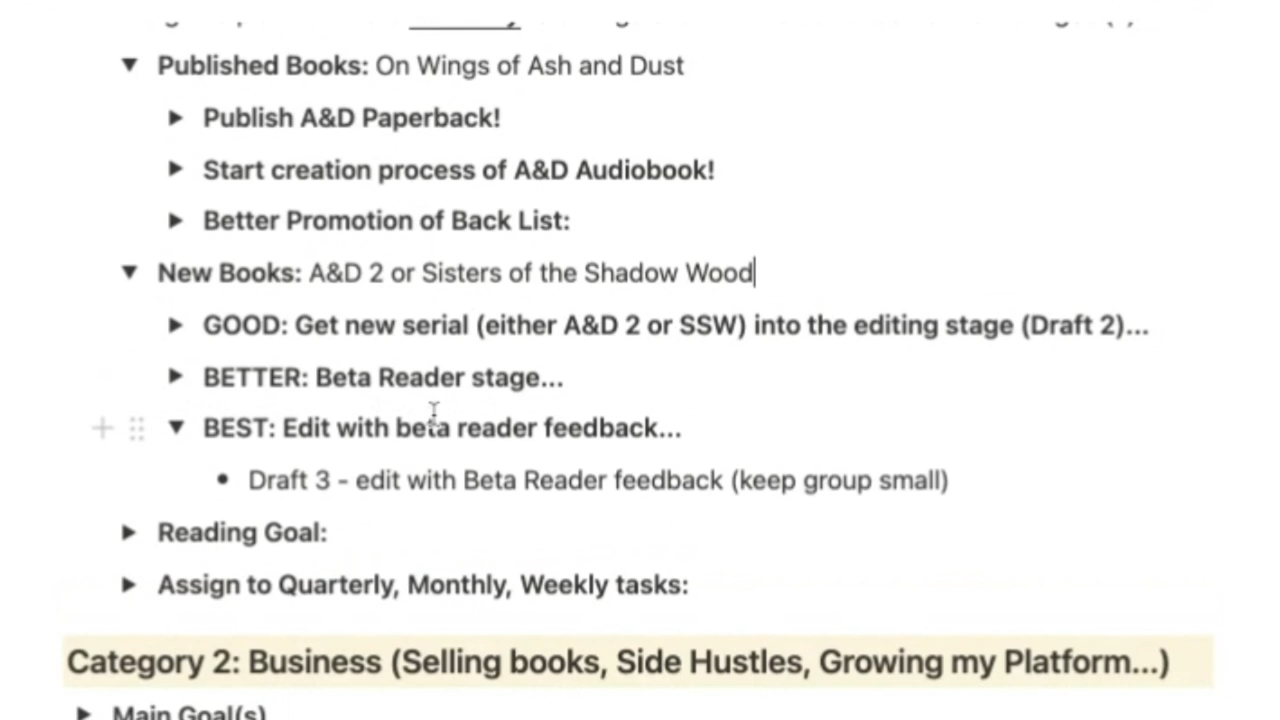 Published Books: On Wings of Ash and Dust
Publish A&D Paperback!
Start creation process of A&D Audiobook!
Better Promotion of Back List:
New Books: A&D 2 or Sisters of the Shadow Wood
GOOD: Get new serial (either A&D 2 or SSW) into the editing stage (Draft 2)...
BETTER: Beta Reader stage...
BEST: Edit with beta reader feedback...
Draft 3 - edit with Beta Reader feedback (keep group small)
Reading Goal:
Assign to Quarterly, Monthly, Weekly tasks:
Category 2: Business (Selling books, Side Hustles, Growing my Platform...)
Main Goal(s)